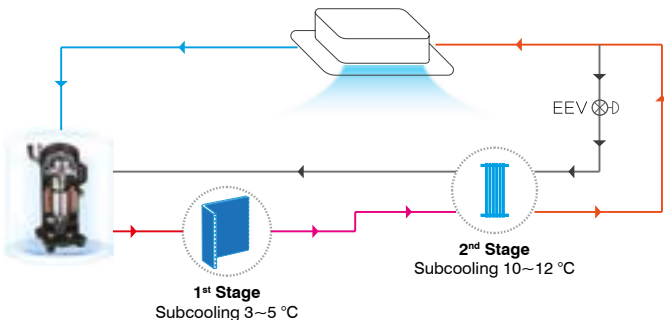 EEV
2nd Stage
Subcooling 10~12 °C
1st Stage
Subcooling 3~5 °C